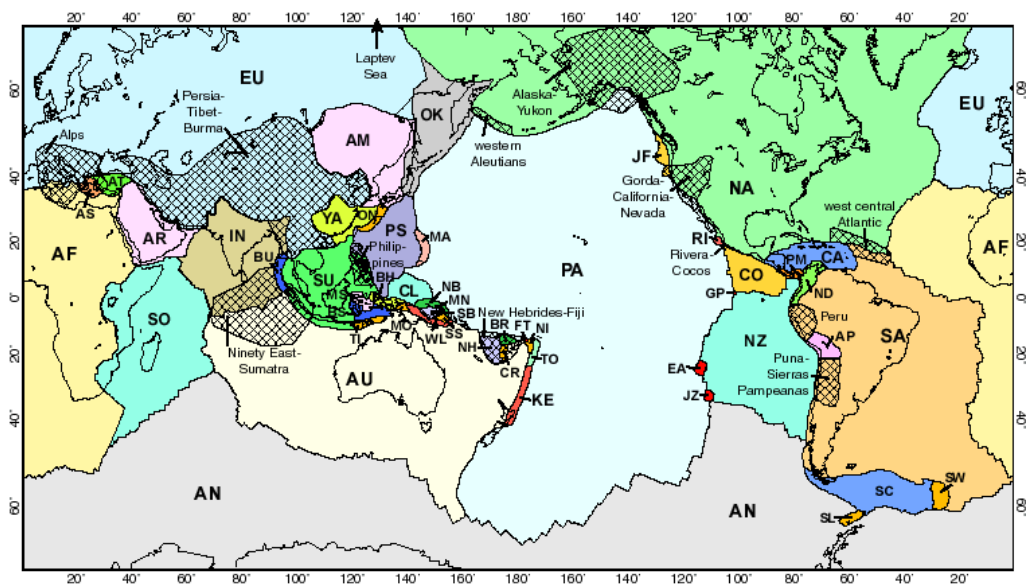 20˚ 40˚ 60˚ 80˚ 100˚ 120˚ 140˚ 160˚ 180˚ 160˚ 140˚ 120˚ 100˚ 80˚ 60˚ 40˚ 20˚
Laptev
Sea
EU
Persia-
Tibet-
Burma
Alps
AM
OK
western
Aleutians
Alaska-
Yukon
EU
60˚
60˚
JF
Gorda-
California-
Nevada
NA
west central
Atlantic
40˚
40˚
AT
AS
AF
AR
IN
YA
ON
PS
Philip-
pines
MA
PA
RI
Rivera-
Cocos
CO
PM
CA
AF
20˚
20˚
BU
SU
BH
CL
MS
BS
NB
MN
SB
SS
WL
MO
TI
GP
ND
0˚
0˚
SO
New Hebrides-Fiji
NH
BR
FT
NI
TO
CR
KE
Peru
AP
SA
NZ
EA
JZ
Puna-
Sierras
Pampeanas
20˚
20˚
Ninety East-
Sumatra
AU
40˚
40˚
AN
AN
SC
SW
SL
60˚
60˚
20˚ 40˚ 60˚ 80˚ 100˚ 120˚ 140˚ 160˚ 180˚ 160˚ 140˚ 120˚ 100˚ 80˚ 60˚ 40˚ 20˚